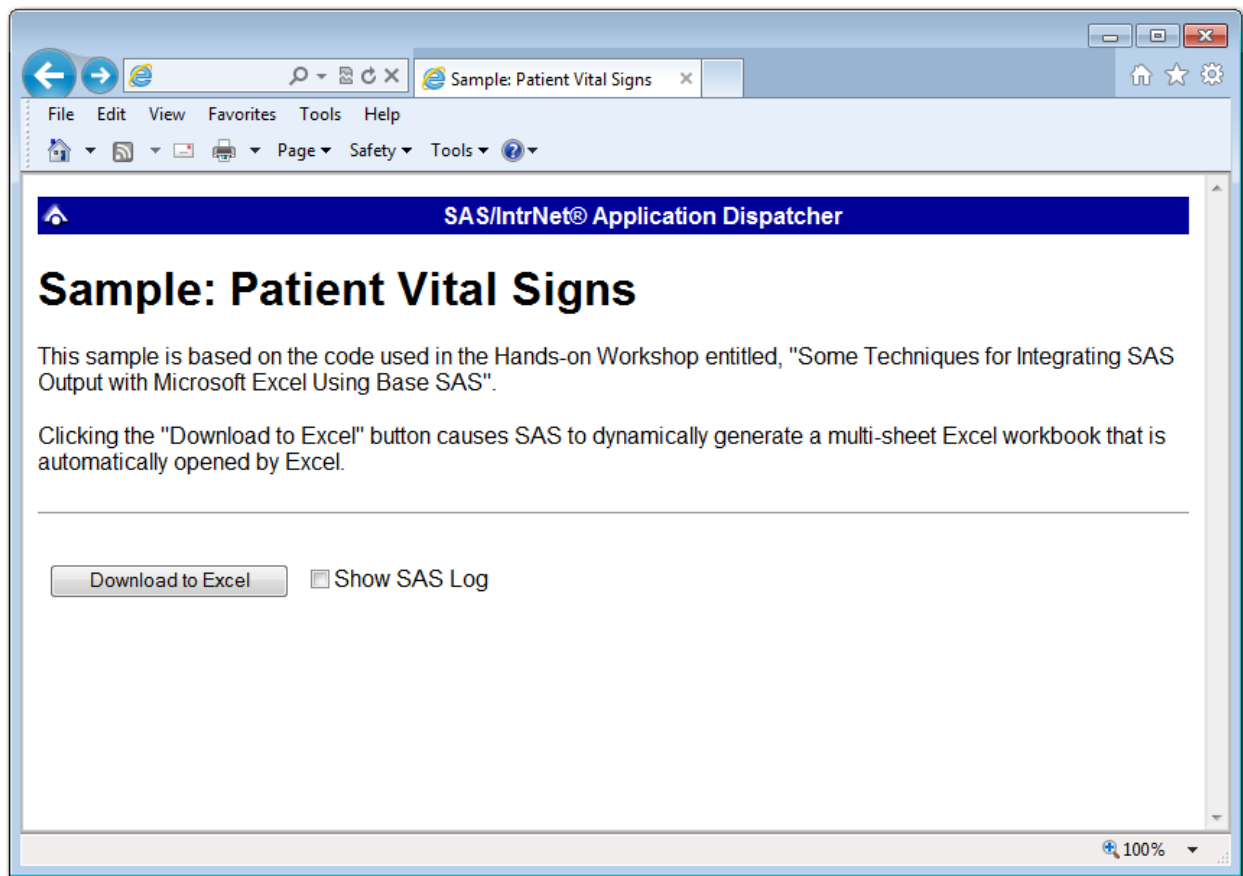 Sample: Patient Vital Signs
File Edit View Favorites Tools Help
Page Safety Tools
SAS/IntrNet® Application Dispatcher
Sample: Patient Vital Signs
This sample is based on the code used in the Hands-on Workshop entitled, "Some Techniques for Integrating SAS
Output with Microsoft Excel Using Base SAS".
Clicking the "Download to Excel" button causes SAS to dynamically generate a multi-sheet Excel workbook that is
automatically opened by Excel.
Download to Excel Show SAS Log
100%